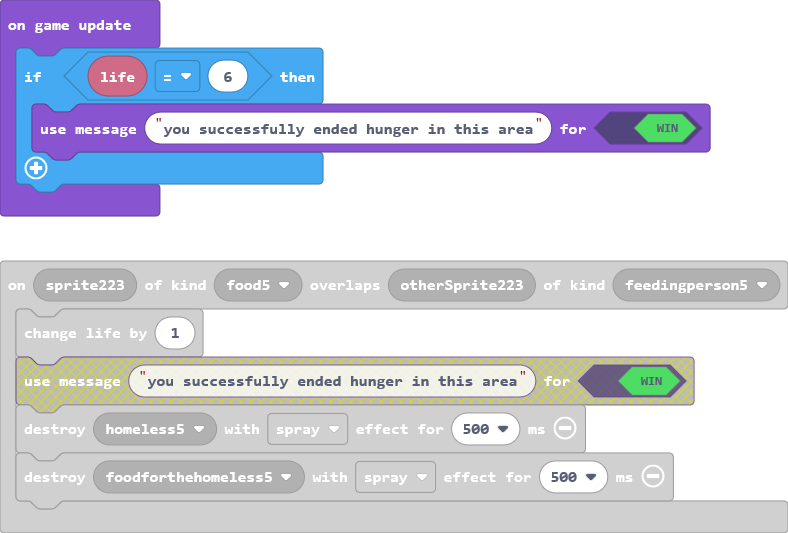 on game update
if life = 6 then
use message "you successfully ended hunger in this area" for WIN
on sprite223 of kind food5 overlaps otherSprite223 of kind feedingperson5
change life by 1
use message "you successfully ended hunger in this area" for WIN
destroy homeless5 with spray effect for 500 ms
destroy foodforthehomeless5 with spray effect for 500 ms